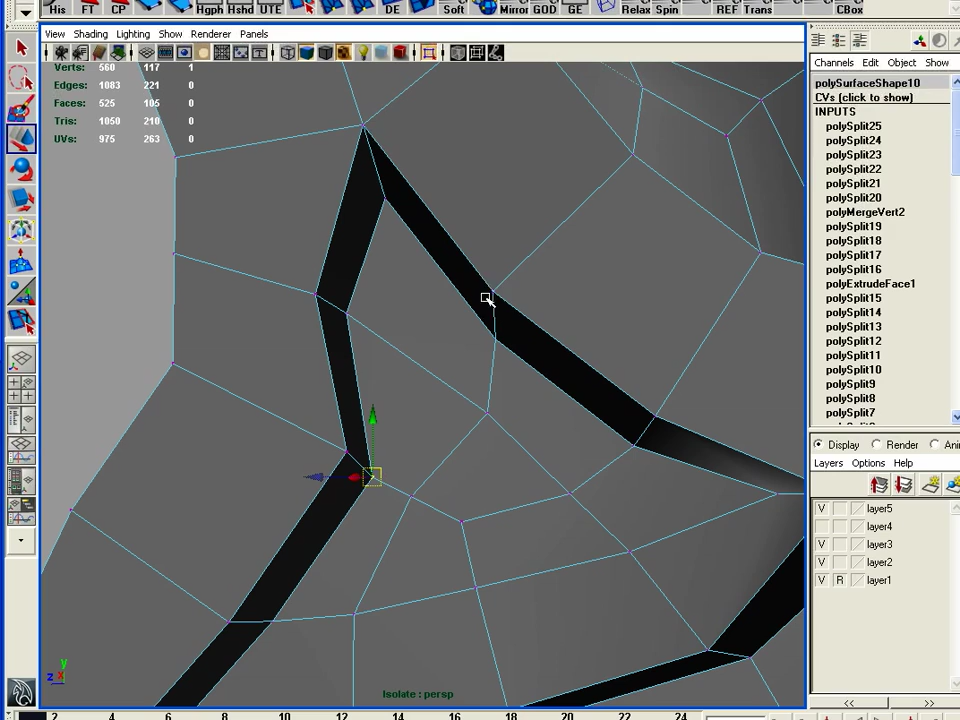 His FT CP Hgph Hshd UTE DE Soft Mirror GOD GE Relax Spin REF Trans CBox
View Shading Lighting Show Renderer Panels
Verts: 560 117 1
Edges: 1083 221 0
Faces: 525 105 0
Tris: 1050 210 0
UVs: 975 263 0
Channels Edit Object Show
polySurfaceShape10
CVs (click to show)
INPUTS
polySplit25
polySplit24
polySplit23
polySplit22
polySplit21
polySplit20
polyMergeVert2
polySplit19
polySplit18
polySplit17
polySplit16
polyExtrudeFace1
polySplit15
polySplit14
polySplit13
polySplit12
polySplit11
polySplit10
polySplit9
polySplit8
polySplit7
Display Render Ani
Layers Options Help
V layer5
layer4
V layer3
V layer2
V R layer1
y
z x
Isolate : persp
<< >>
2 4 6 8 10 12 14 16 18 20 22 24